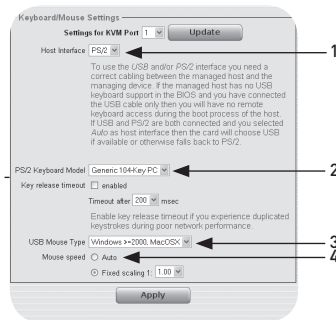 Keyboard/Mouse Settings
Settings for KVM Port 1 Update
Host Interface PS/2 1
To use the USB and/or PS/2 interface you need a
correct cabling between the managed host and the
managing device. If the managed host has no USB
keyboard support in the BIOS and you have connected
the USB cable only then you will have no remote
keyboard access during the boot process of the host.
If USB and PS/2 are both connected and you selected
Auto as host interface then the card will choose USB
if available or otherwise falls back to PS/2.
PS/2 Keyboard Model Generic 104-Key PC 2
Key release timeout enabled
Timeout after 200 msec
Enable key release timeout if you experience duplicated
keystrokes during poor network performance.
USB Mouse Type Windows >=2000, MacOSX 3
Mouse speed Auto 4
Fixed scaling 1: 1.00
Apply